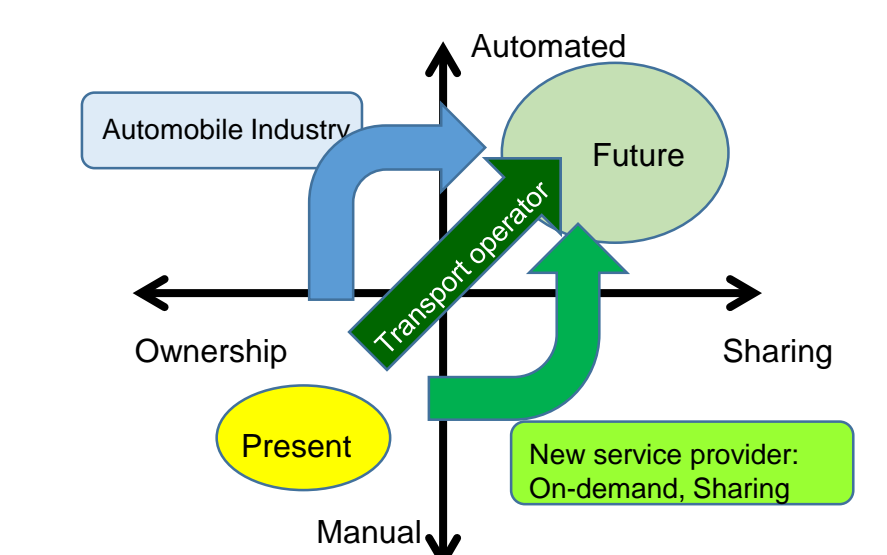 Automated
Automobile Industry
Future
Transport operator
Ownership
Sharing
Present
New service provider:
On-demand, Sharing
Manual